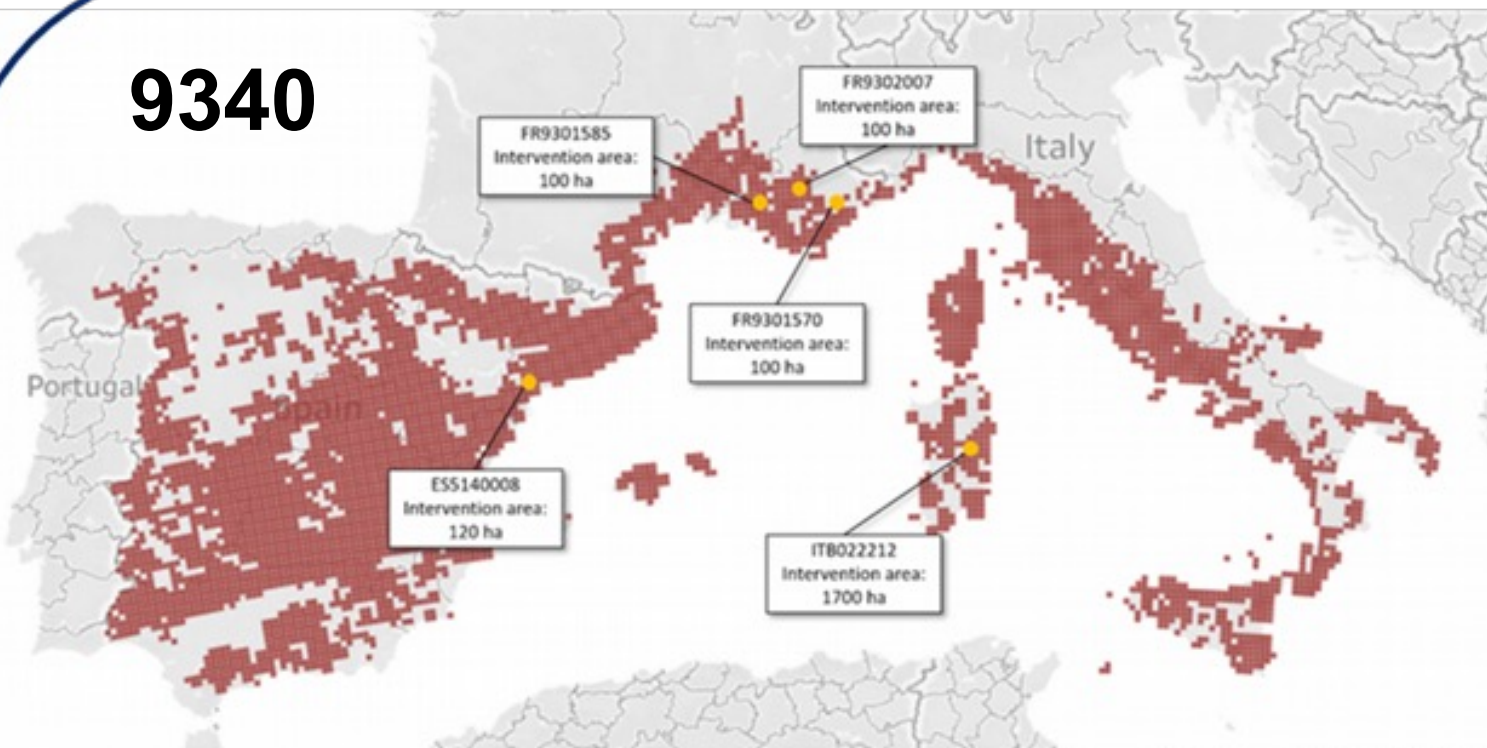 9340
FR9302007
Intervention area:
100 ha
FR9301585
Intervention area:
100 ha
Italy
FR9301570
Intervention area:
100 ha
Portugal
Spain
ES5140008
Intervention area:
120 ha
ITB022212
Intervention area:
1700 ha